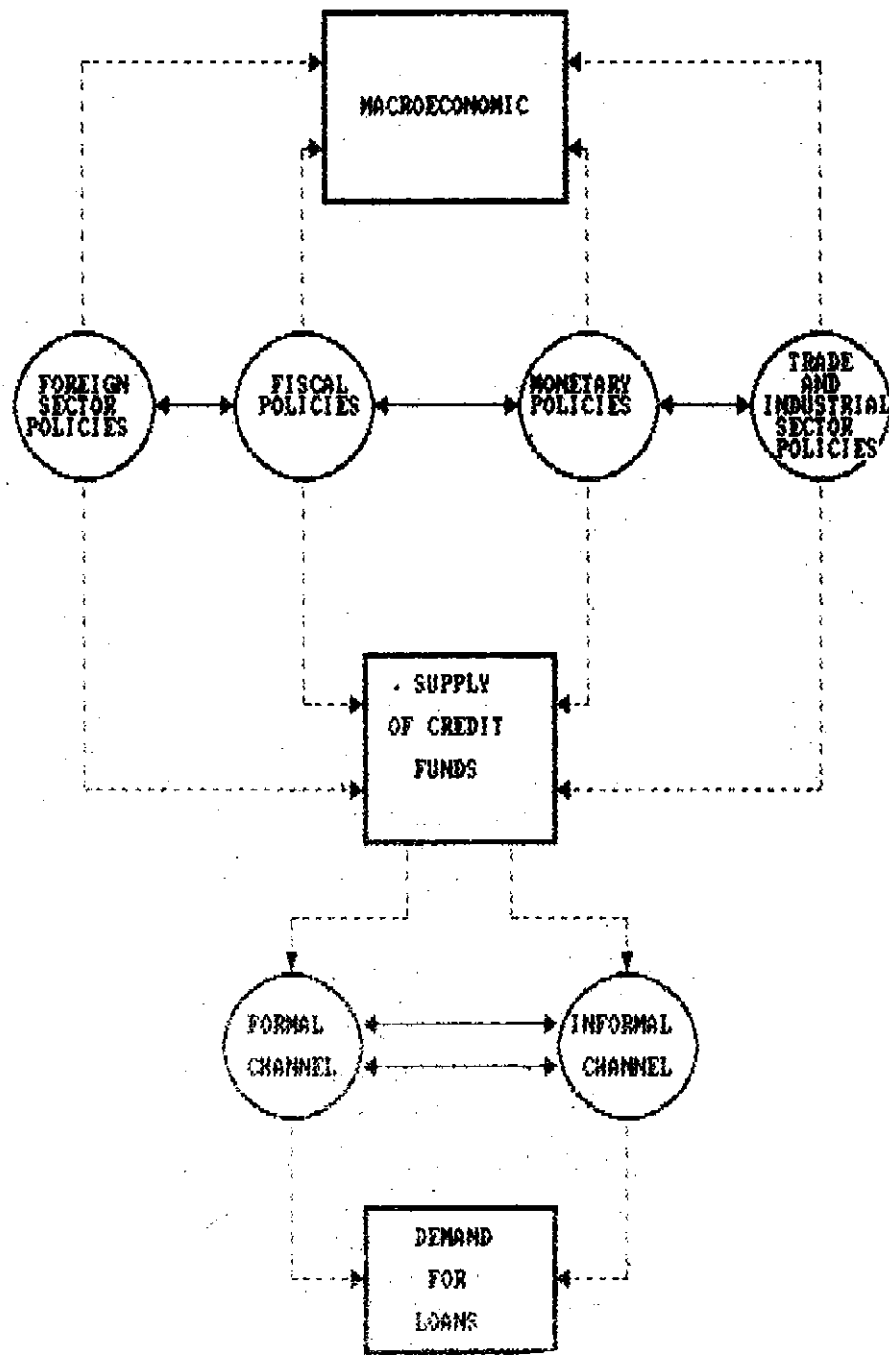 MACROECONOMIC
FOREIGN
SECTOR
POLICIES
FISCAL
POLICIES
MONETARY
POLICIES
TRADE
AND
INDUSTRIAL
SECTOR
POLICIES
SUPPLY
OF CREDIT
FUNDS
FORMAL
CHANNEL
INFORMAL
CHANNEL
DEMAND
FOR
LOANS